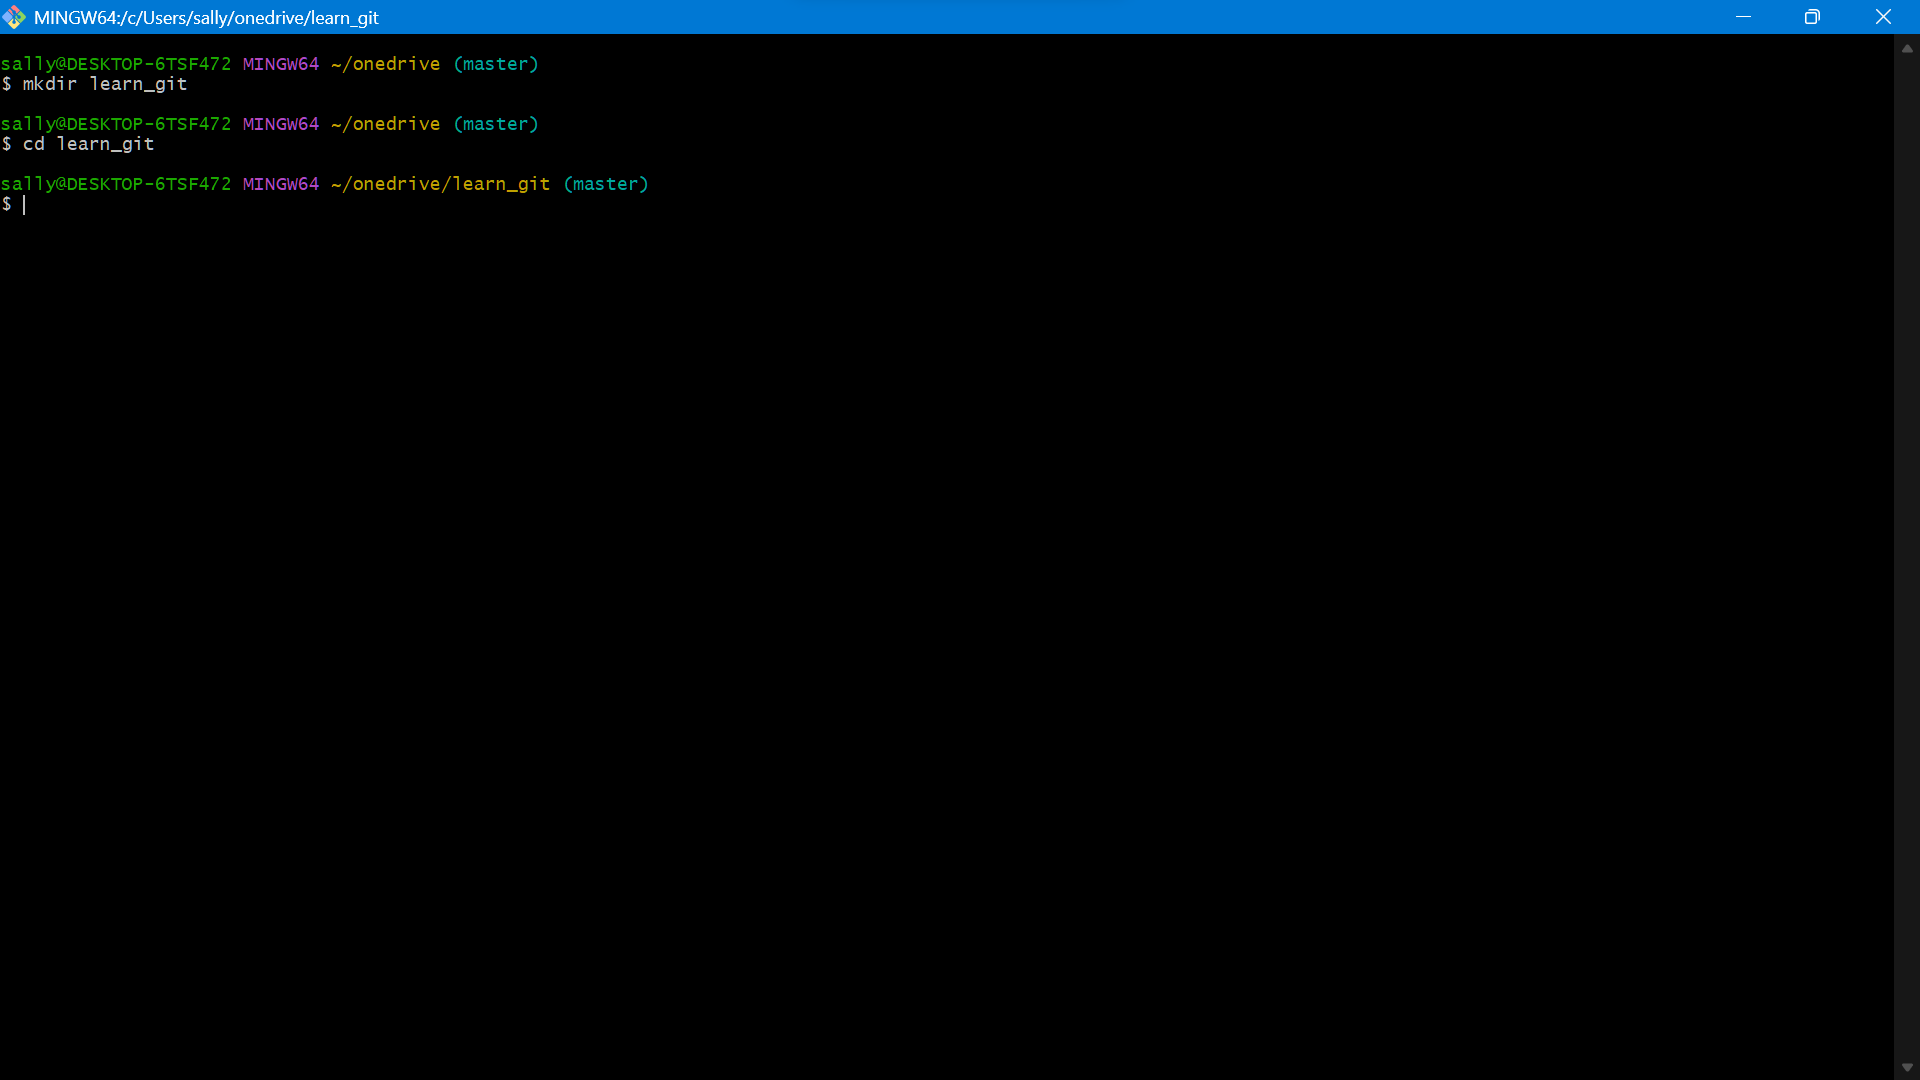 MINGW64:/c/Users/sally/onedrive/learn_git
sally@DESKTOP-6TSF472 MINGW64 ~/onedrive (master)
$ mkdir learn_git
sally@DESKTOP-6TSF472 MINGW64 ~/onedrive (master)
$ cd learn_git
sally@DESKTOP-6TSF472 MINGW64 ~/onedrive/learn_git (master)
$